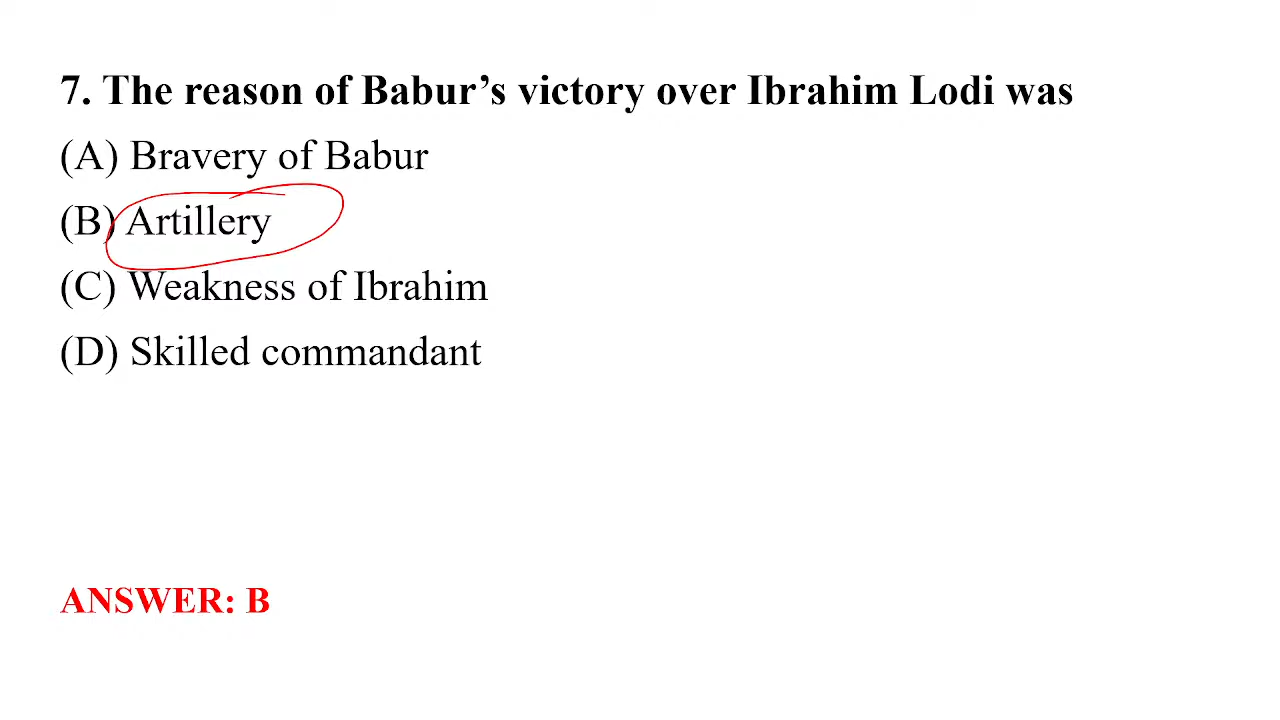 7. The reason of Babur’s victory over Ibrahim Lodi was
(A) Bravery of Babur
(B) Artillery
(C) Weakness of Ibrahim
(D) Skilled commandant
ANSWER: B